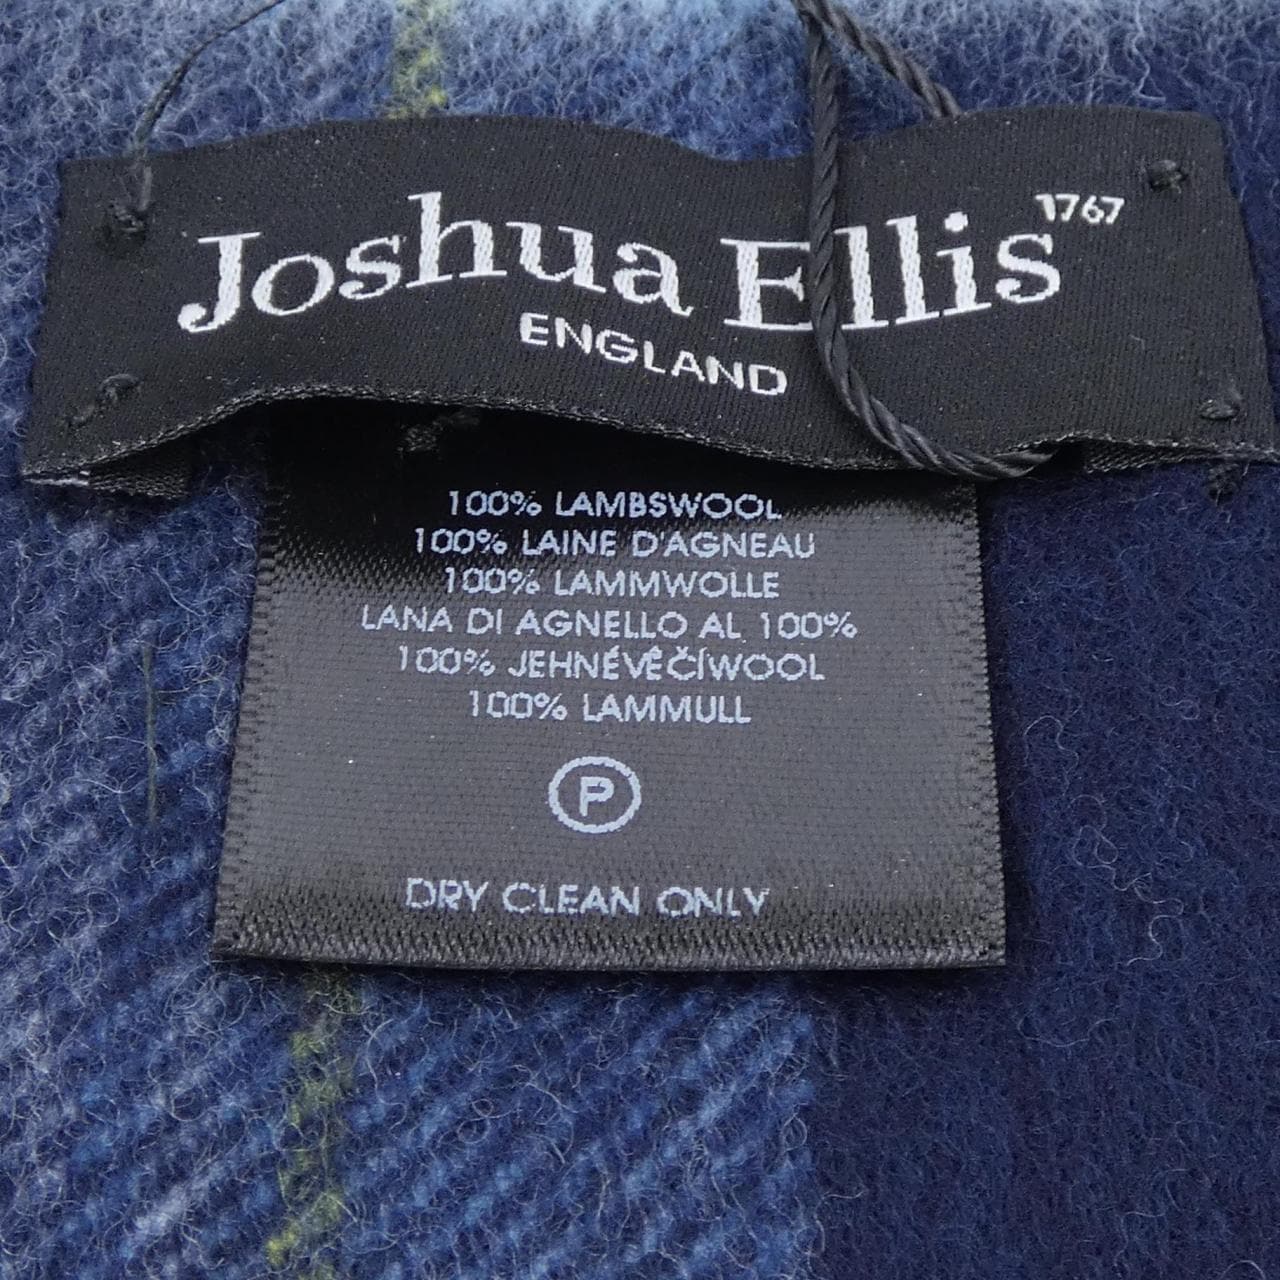 Joshua Ellis 1767
ENGLAND
100% LAMBSWOOL
100% LAINE D'AGNEAU
100% LAMMWOLLE
LANA DI AGNELLO AL 100%
100% JEHNÉVĚČÍWOOL
100% LAMMULL
P
DRY CLEAN ONLY